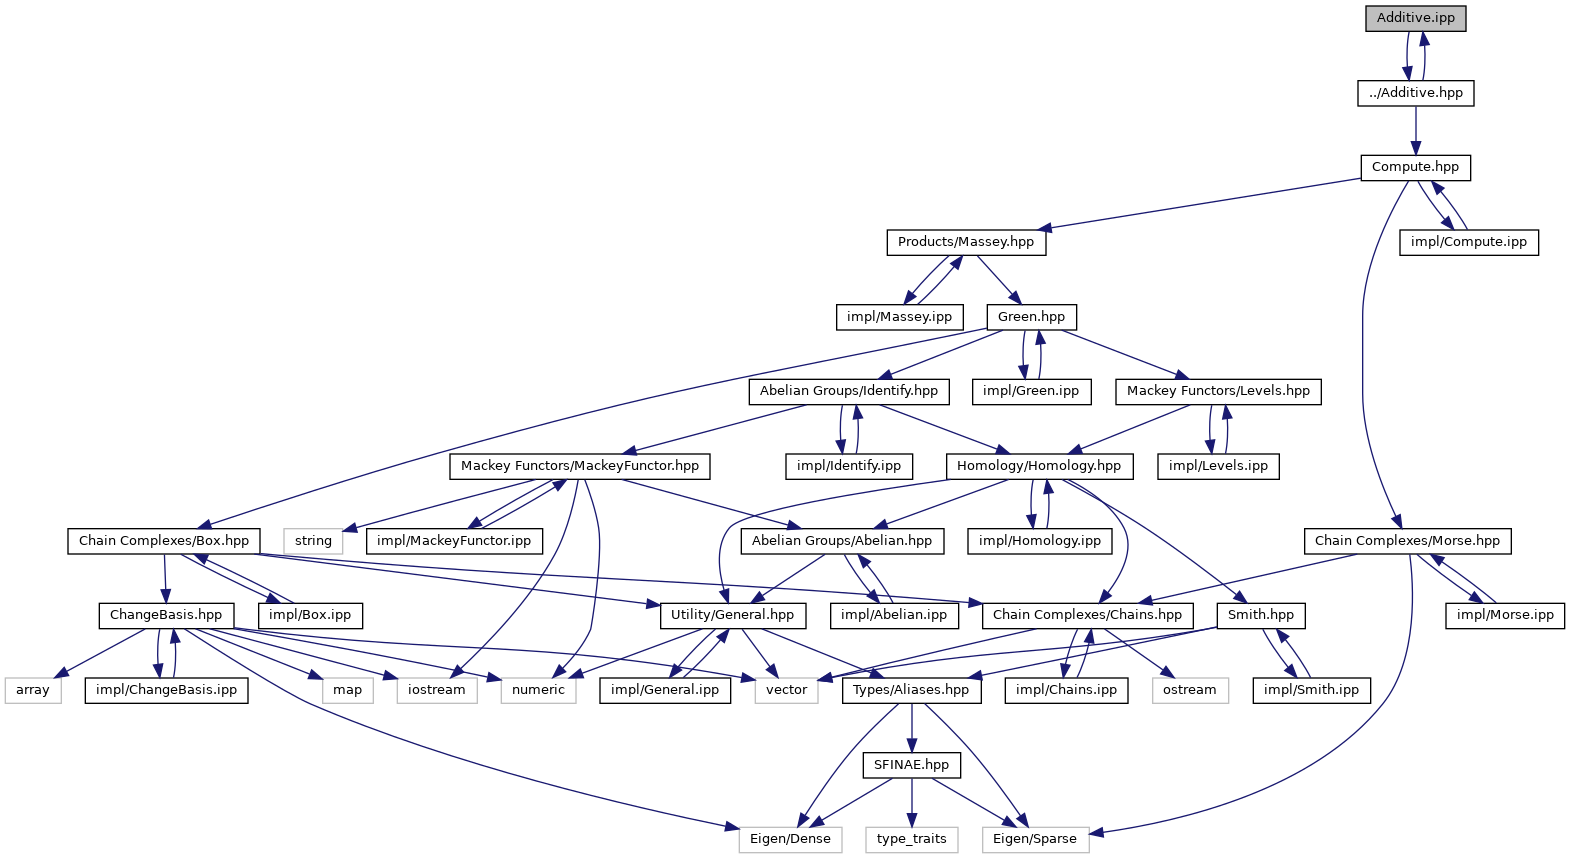 Additive.ipp
../Additive.hpp
Compute.hpp
Products/Massey.hpp
impl/Compute.ipp
impl/Massey.ipp
Green.hpp
Abelian Groups/Identify.hpp
impl/Green.ipp
Mackey Functors/Levels.hpp
Mackey Functors/MackeyFunctor.hpp
impl/Identify.ipp
Homology/Homology.hpp
impl/Levels.ipp
Chain Complexes/Box.hpp
string
impl/MackeyFunctor.ipp
Abelian Groups/Abelian.hpp
impl/Homology.ipp
Chain Complexes/Morse.hpp
ChangeBasis.hpp
impl/Box.ipp
Utility/General.hpp
impl/Abelian.ipp
Chain Complexes/Chains.hpp
Smith.hpp
impl/Morse.ipp
array
impl/ChangeBasis.ipp
map
iostream
numeric
impl/General.ipp
vector
Types/Aliases.hpp
impl/Chains.ipp
ostream
impl/Smith.ipp
SFINAE.hpp
Eigen/Dense
type_traits
Eigen/Sparse